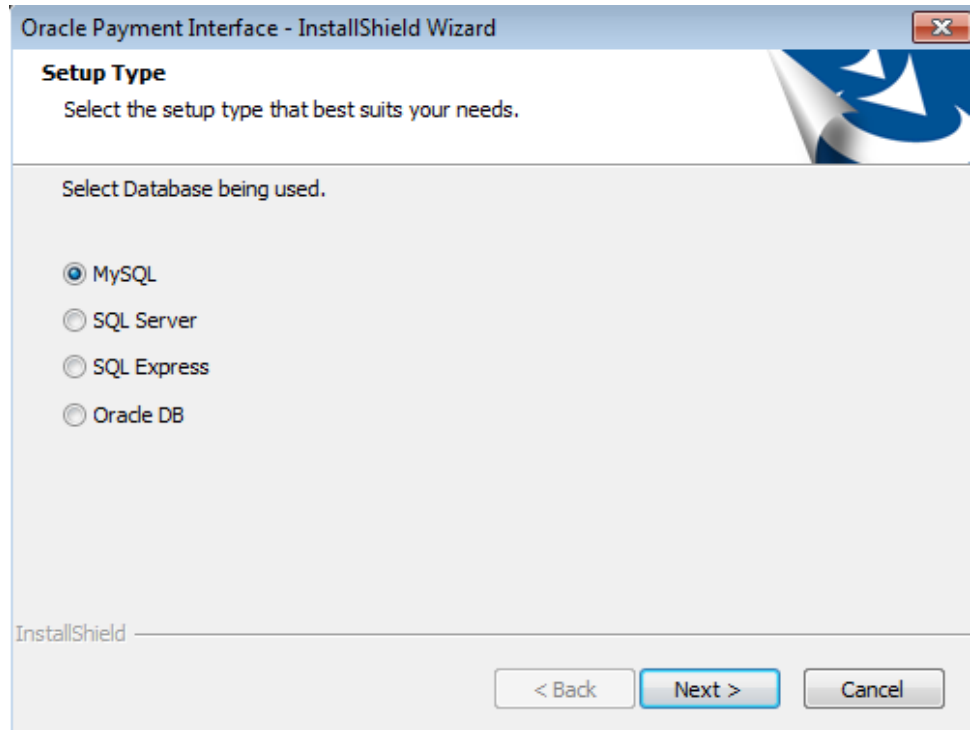 Oracle Payment Interface - InstallShield Wizard
Setup Type
Select the setup type that best suits your needs.
Select Database being used.
MySQL
SQL Server
SQL Express
Oracle DB
InstallShield
< Back Next > Cancel